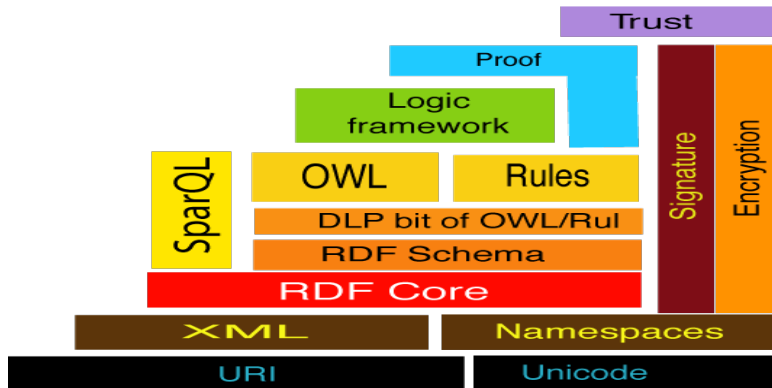 Trust
Proof
Logic
framework
SparQL
OWL
Rules
Signature
Encryption
DLP bit of OWL/Rul
RDF Schema
RDF Core
XML
Namespaces
URI
Unicode